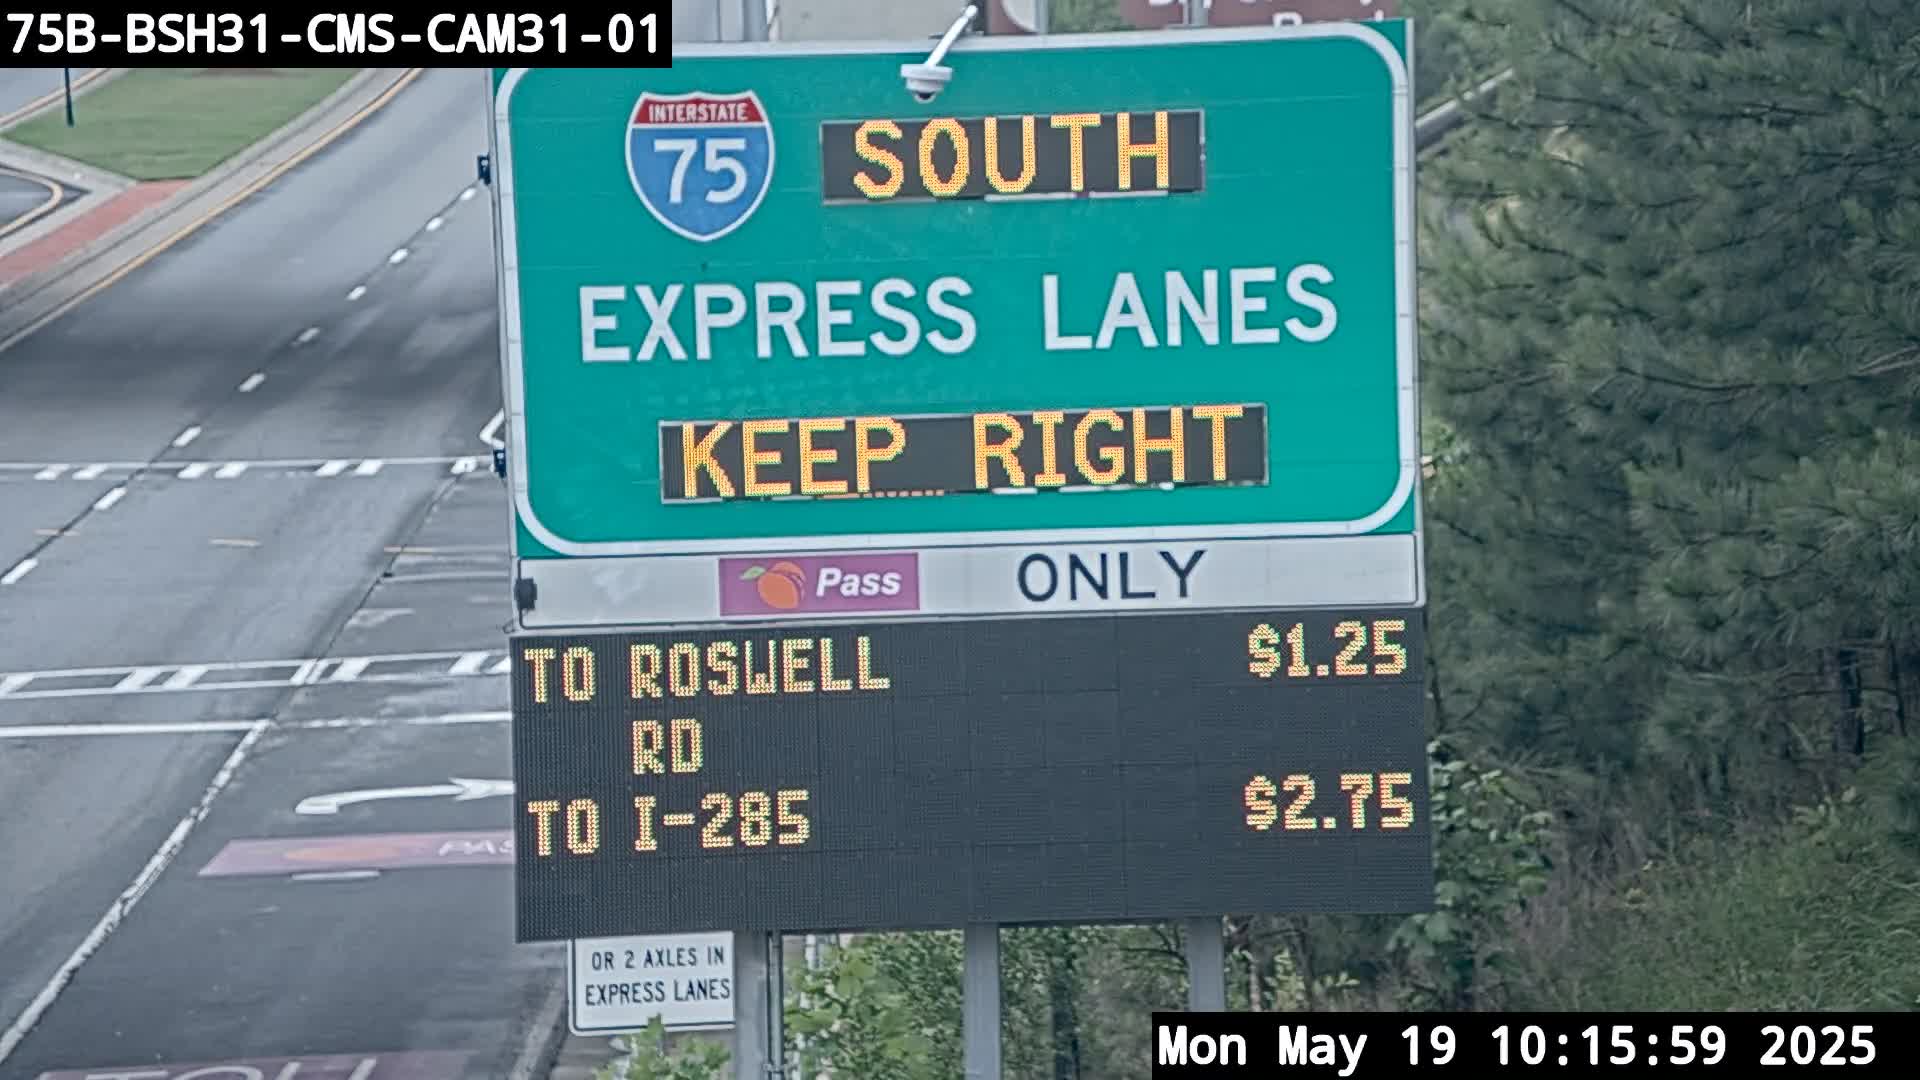 75B-BSH31-CMS-CAM31-01
INTERSTATE
75
SOUTH
EXPRESS LANES
KEEP RIGHT
Pass
ONLY
TO ROSWELL $1.25
RD
TO I-285 $2.75
OR 2 AXLES IN
EXPRESS LANES
TOLL
Mon May 19 10:15:59 2025